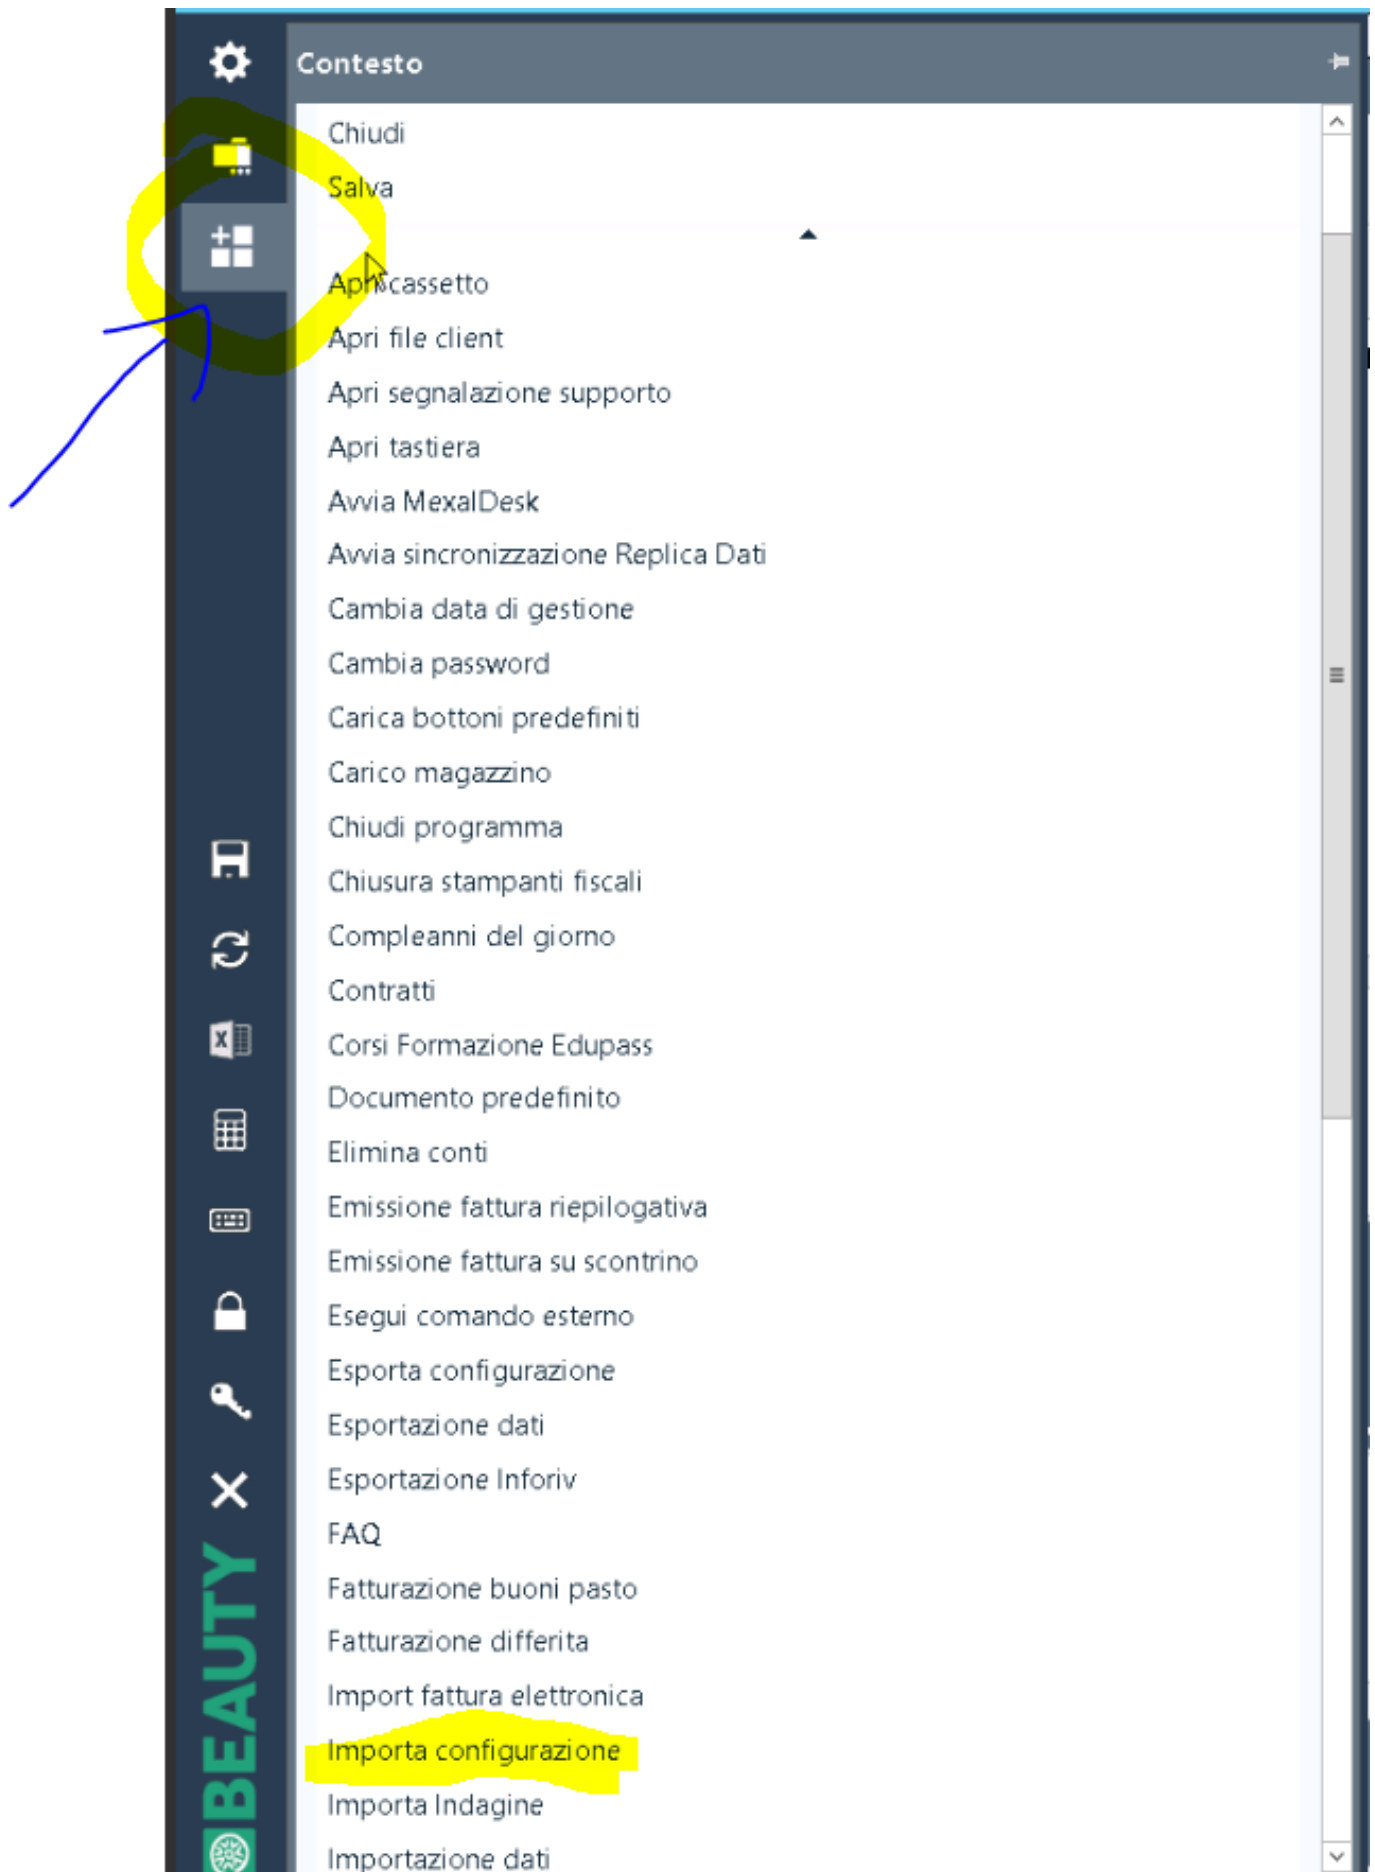 Contesto
Chiudi
Salva
Apri cassetto
Apri file client
Apri segnalazione supporto
Apri tastiera
Avvia MexalDesk
Avvia sincronizzazione Replica Dati
Cambia data di gestione
Cambia password
Carica bottoni predefiniti
Carico magazzino
Chiudi programma
Chiusura stampanti fiscali
Compleanni del giorno
Contratti
Corsi Formazione Edupass
Documento predefinito
Elimina conti
Emissione fattura riepilogativa
Emissione fattura su scontrino
Esegui comando esterno
Esporta configurazione
Esportazione dati
Esportazione Inforiv
FAQ
Fatturazione buoni pasto
Fatturazione differita
Import fattura elettronica
Importa configurazione
Importa Indagine
Importazione dati
BEAUTY